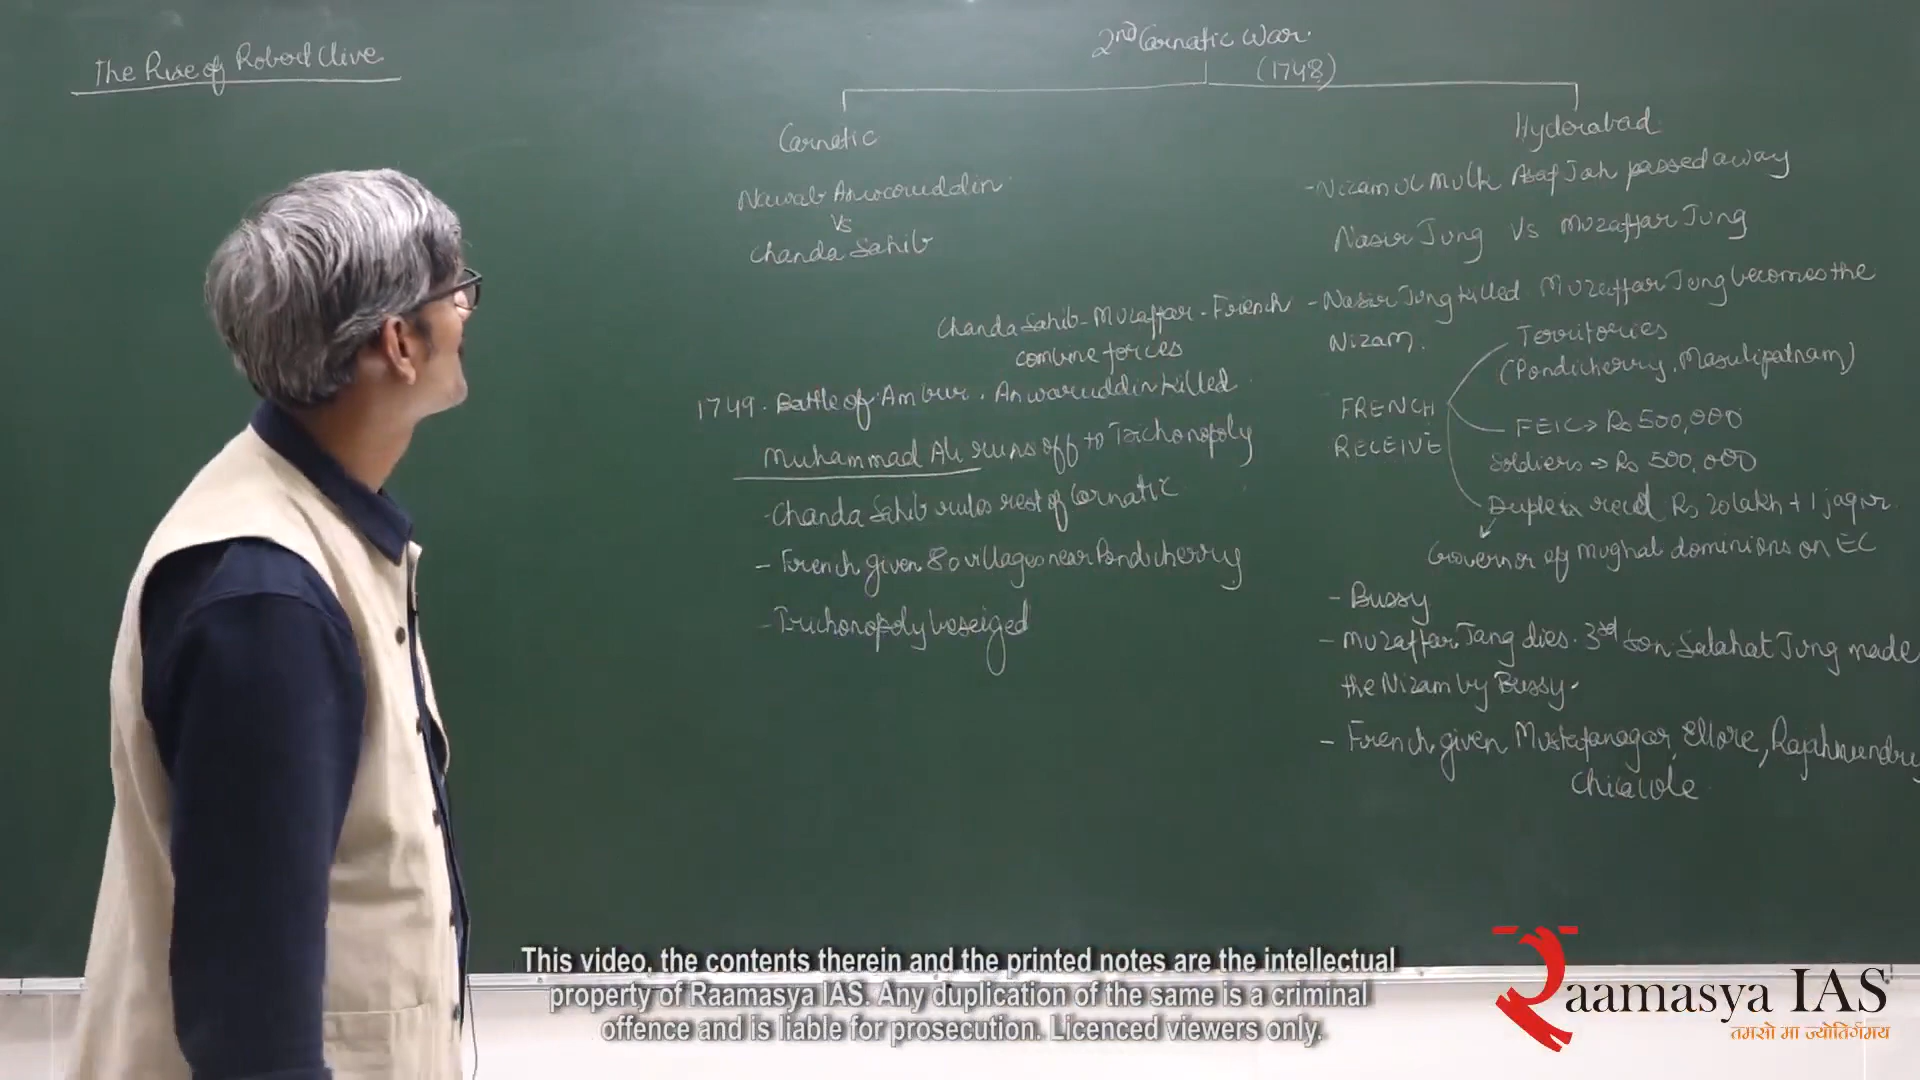 The Rise of Robert Clive
2nd Carnatic War
(1748)
Carnatic
Nawab Anwaruddin
Vs
Chanda Sahib
Chanda Sahib - Muzaffar - French
combine forces
1749. Battle of Ambur. Anwaruddin killed
Muhammad Ali runs off to Trichonopoly
- Chanda Sahib rules rest of Carnatic
- French given 80 villages near Pondicherry
- Trichonopoly beseiged
Hyderabad
- Nizam ul Mulk Asaf Jah passed away
Nasir Jung Vs Muzaffar Jung
- Nasir Jung killed Muzaffar Jung becomes the
Nizam.
FRENCH
RECEIVE
Territories
(Pondicherry, Masulipatnam)
FEIC → Rs 500,000
Soldiers → Rs 500,000
Dupleix recd Rs 20 lakh + 1 jagir
Governor of Mughal dominions on EC
- Bussy
- Muzaffar Jang dies. 3rd son Salahat Jung made
the Nizam by Bussy.
- French given Mustafanagar, Ellore, Rajahmundry
Chicacole
This video, the contents therein and the printed notes are the intellectual
property of Raamasya IAS. Any duplication of the same is a criminal
offence and is liable for prosecution. Licenced viewers only.
Raamasya IAS
तमसो मा ज्योतिर्गमय